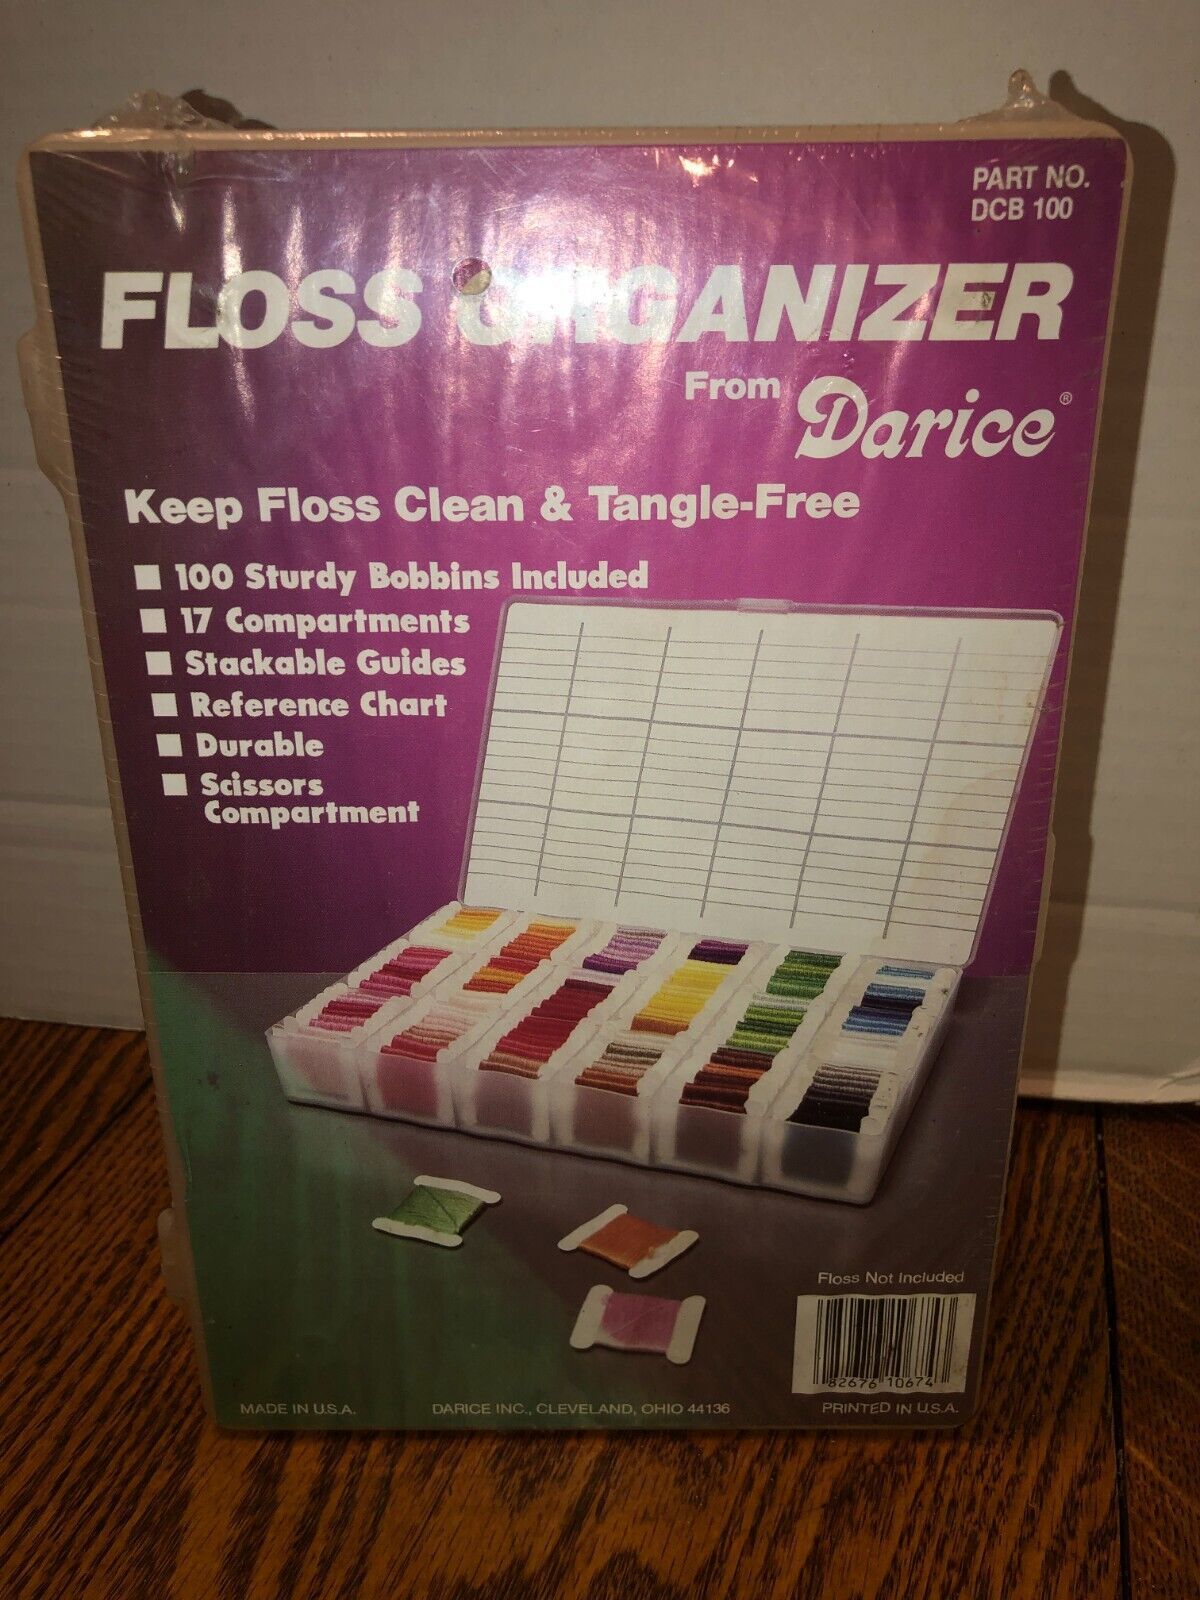 PART NO.
DCB 100
FLOSS ORGANIZER
From Darice®
Keep Floss Clean & Tangle-Free
■ 100 Sturdy Bobbins Included
■ 17 Compartments
■ Stackable Guides
■ Reference Chart
■ Durable
■ Scissors
Compartment
Floss Not Included
82676 10674
MADE IN U.S.A. DARICE INC., CLEVELAND, OHIO 44136 PRINTED IN U.S.A.